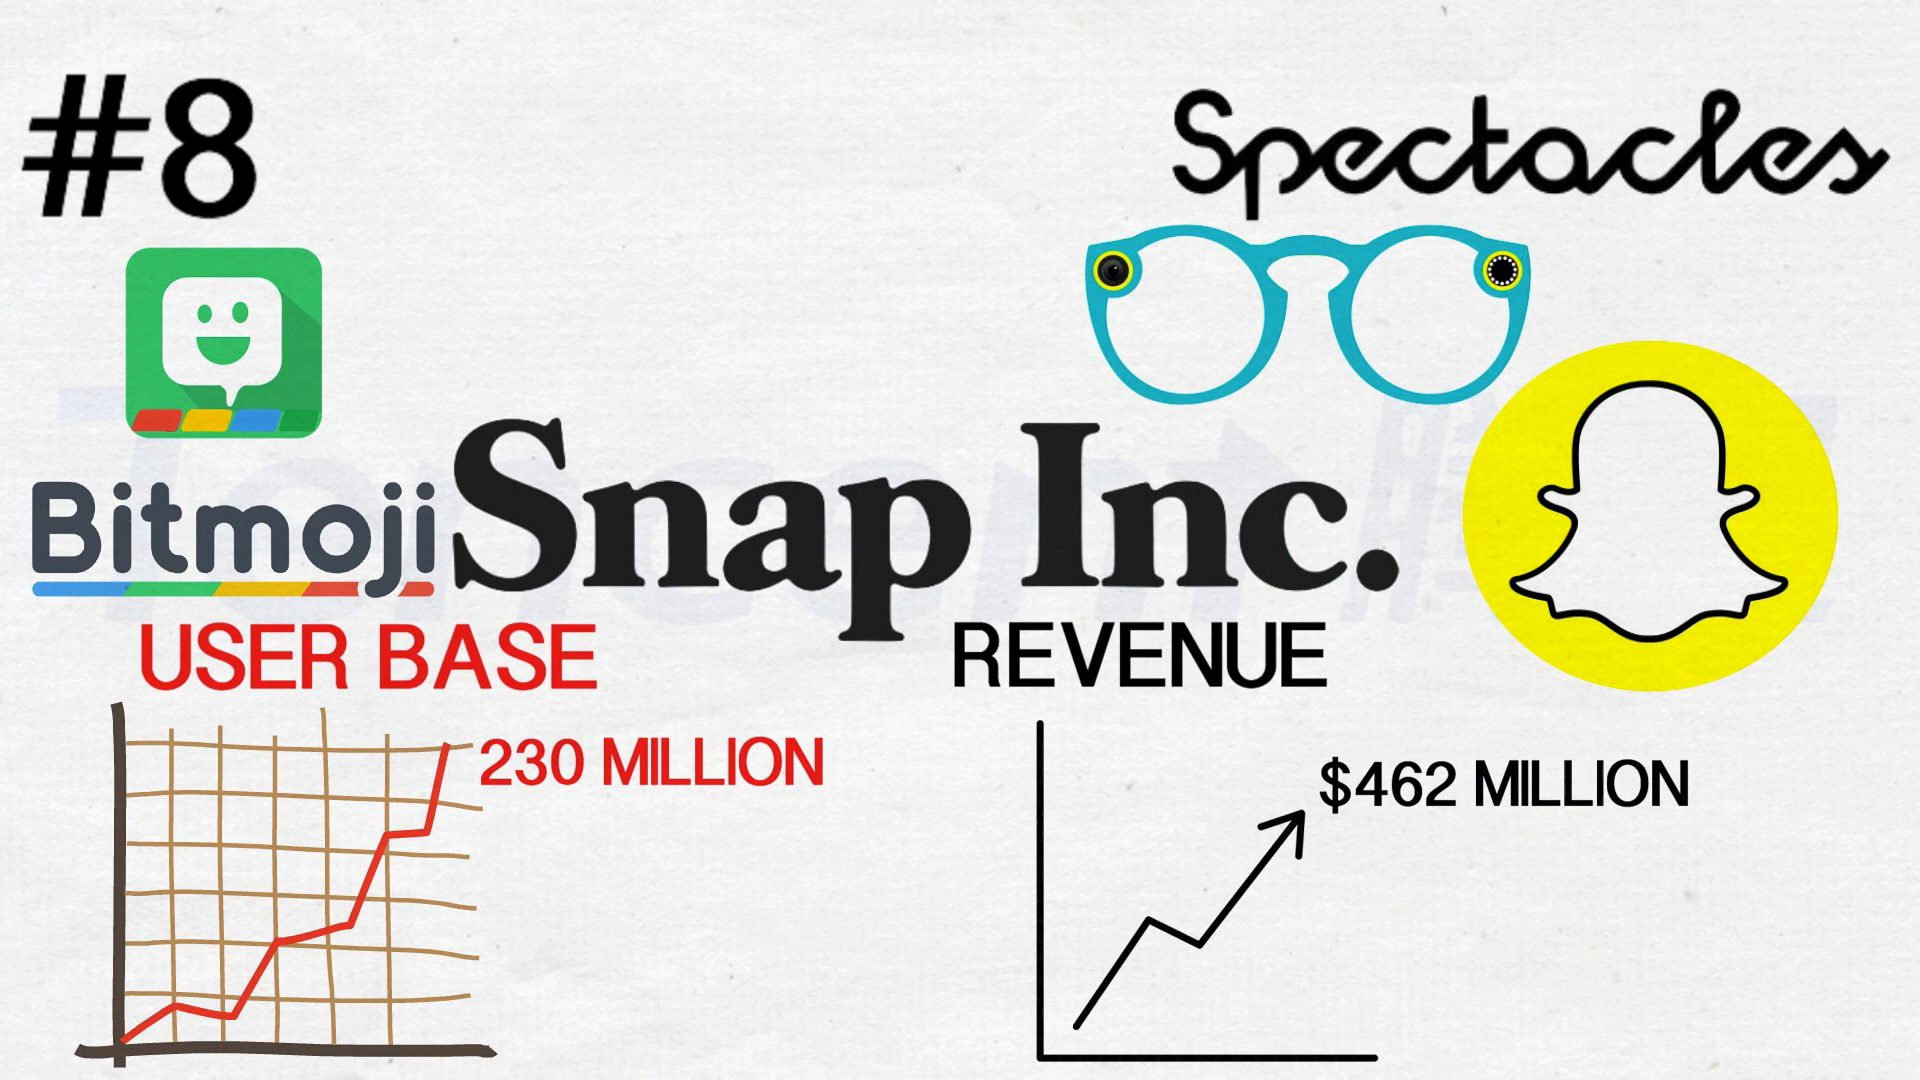 #8
Spectacles
Bitmoji
Snap Inc.
USER BASE
REVENUE
230 MILLION
$462 MILLION